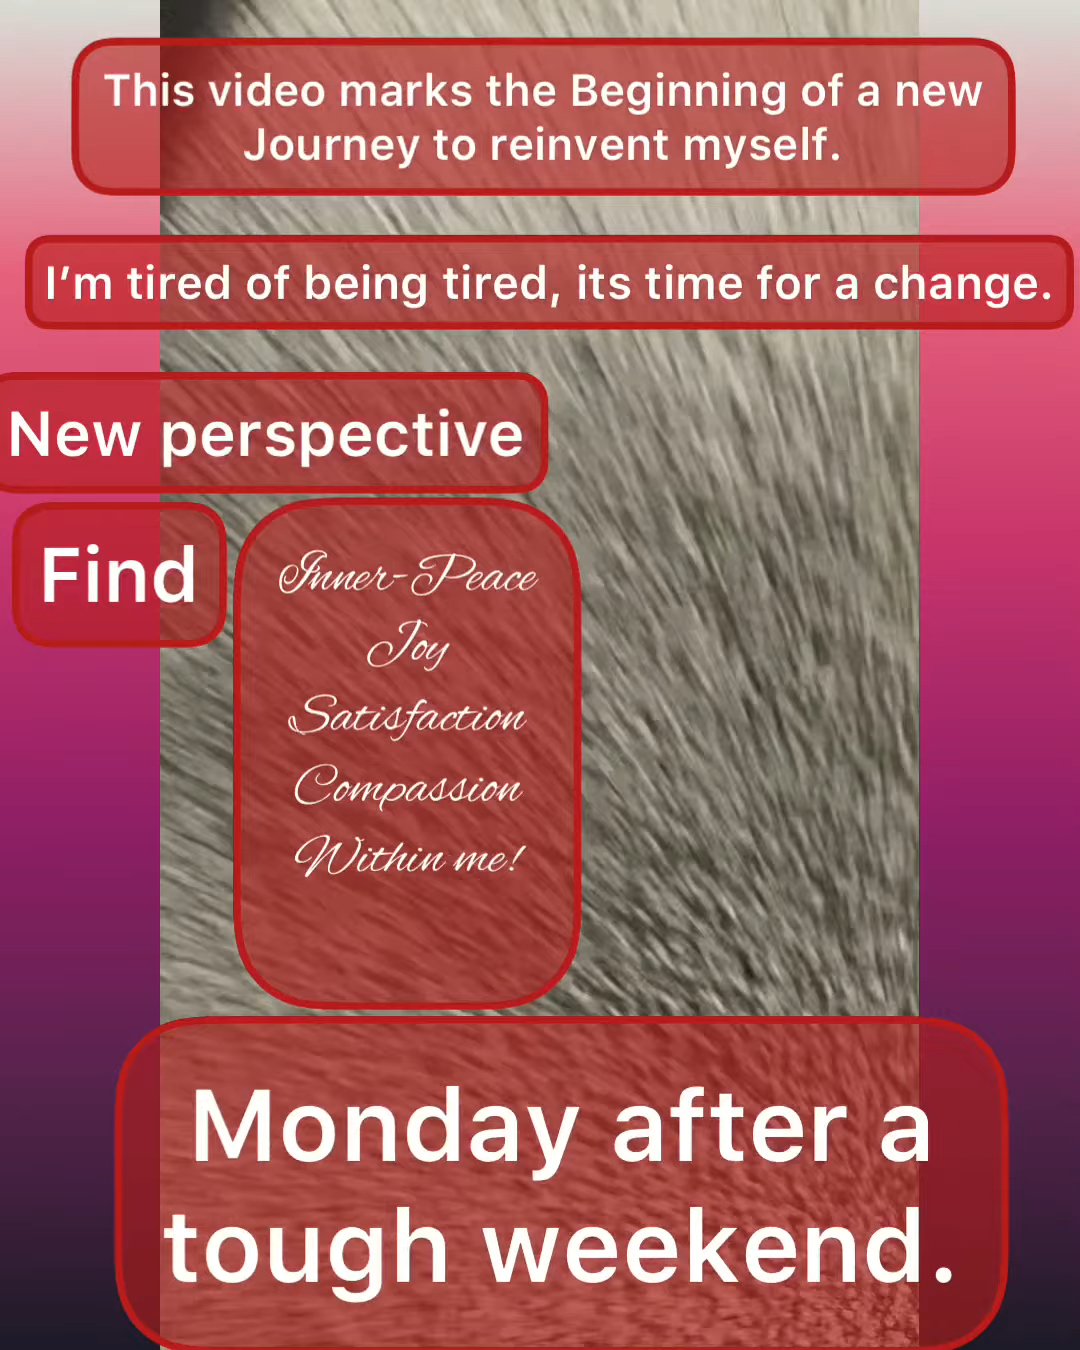 This video marks the Beginning of a new
Journey to reinvent myself.
I’m tired of being tired, its time for a change.
New perspective
Find
Inner-Peace
Joy
Satisfaction
Compassion
Within me!
Monday after a
tough weekend.